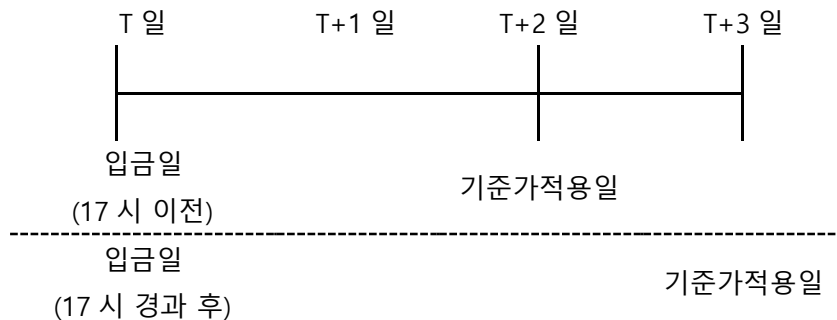 T 일 T+1 일 T+2 일 T+3 일
입금일
(17 시 이전)
기준가적용일
입금일
(17 시 경과 후)
기준가적용일